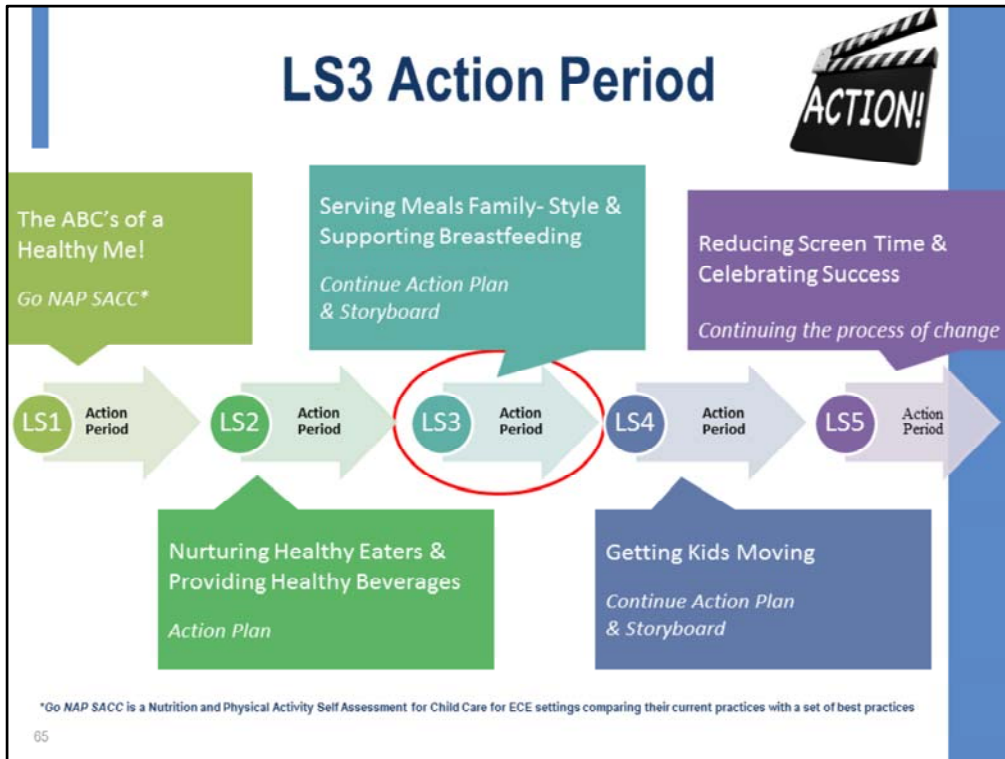 LS3 Action Period
ACTION!
The ABC's of a
Healthy Me!
Go NAP SACC*
Serving Meals Family- Style &
Supporting Breastfeeding
Continue Action Plan
& Storyboard
Reducing Screen Time &
Celebrating Success
Continuing the process of change
LS1
Action
Period
LS2
Action
Period
LS3
Action
Period
LS4
Action
Period
LS5
Action
Period
Nurturing Healthy Eaters &
Providing Healthy Beverages
Action Plan
Getting Kids Moving
Continue Action Plan
& Storyboard
*Go NAP SACC is a Nutrition and Physical Activity Self Assessment for Child Care for ECE settings comparing their current practices with a set of best practices
65